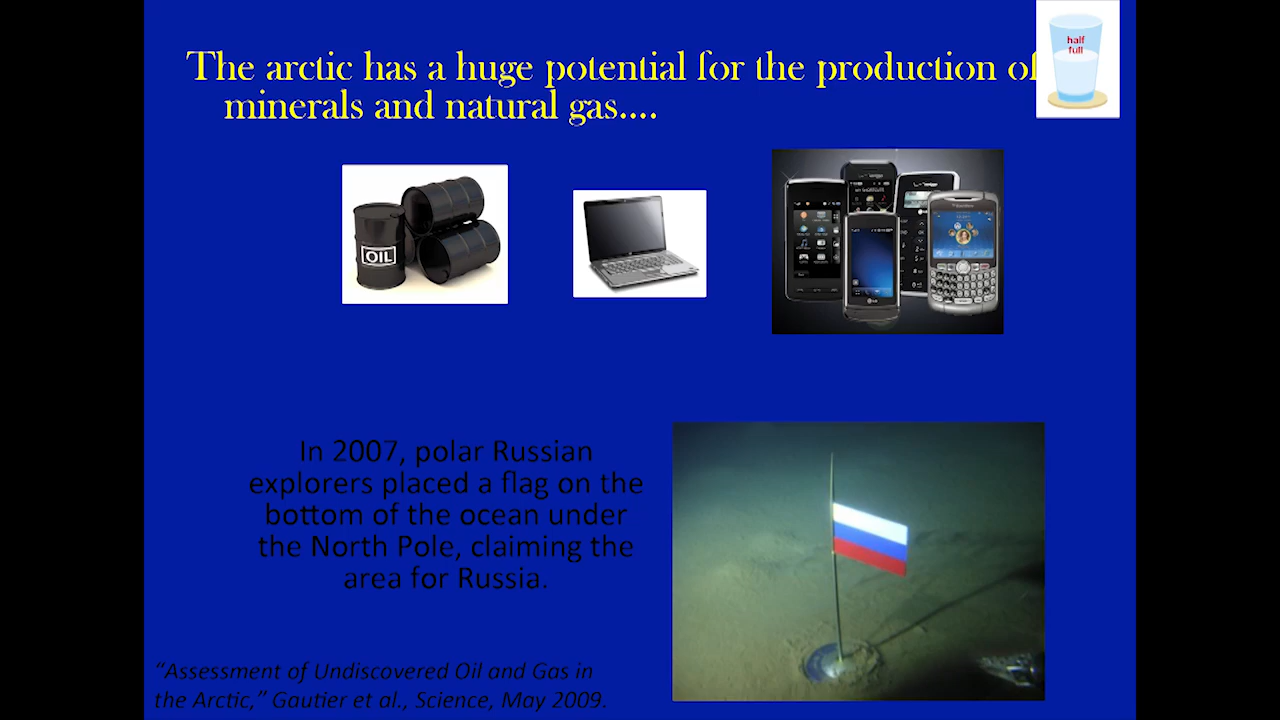 The arctic has a huge potential for the production of
minerals and natural gas....
half
full
OIL
In 2007, polar Russian
explorers placed a flag on the
bottom of the ocean under
the North Pole, claiming the
area for Russia.
“Assessment of Undiscovered Oil and Gas in
the Arctic,” Gautier et al., Science, May 2009.